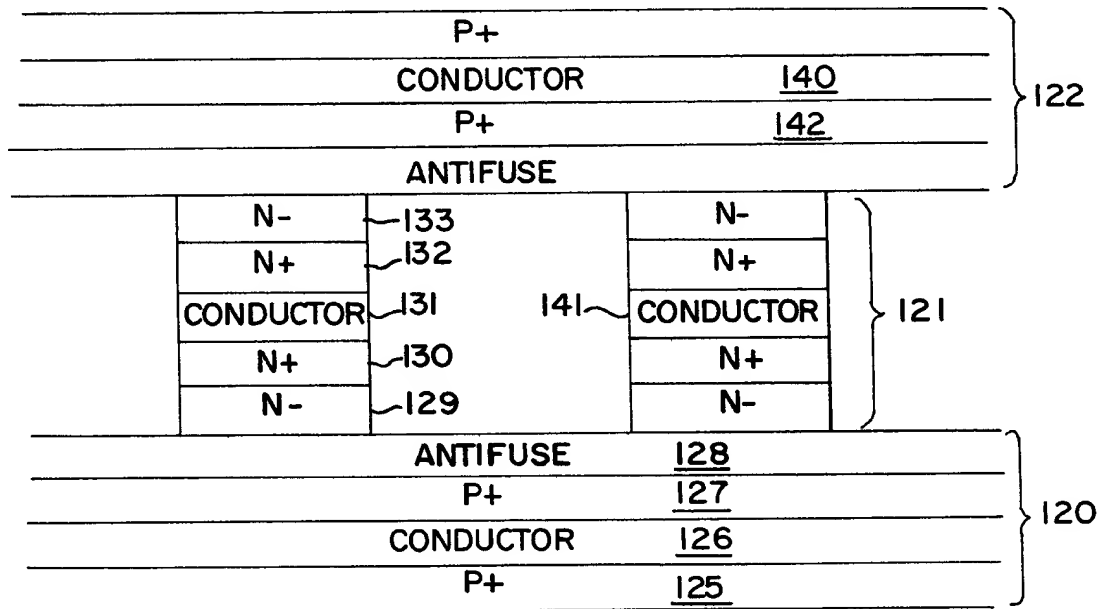 P+
CONDUCTOR 140
P+ 142
122
ANTIFUSE
N- 133 N-
N+ 132 N+
CONDUCTOR 131 141 CONDUCTOR 121
N+ 130 N+
N- 129 N-
ANTIFUSE 128
P+ 127
120
CONDUCTOR 126
P+ 125